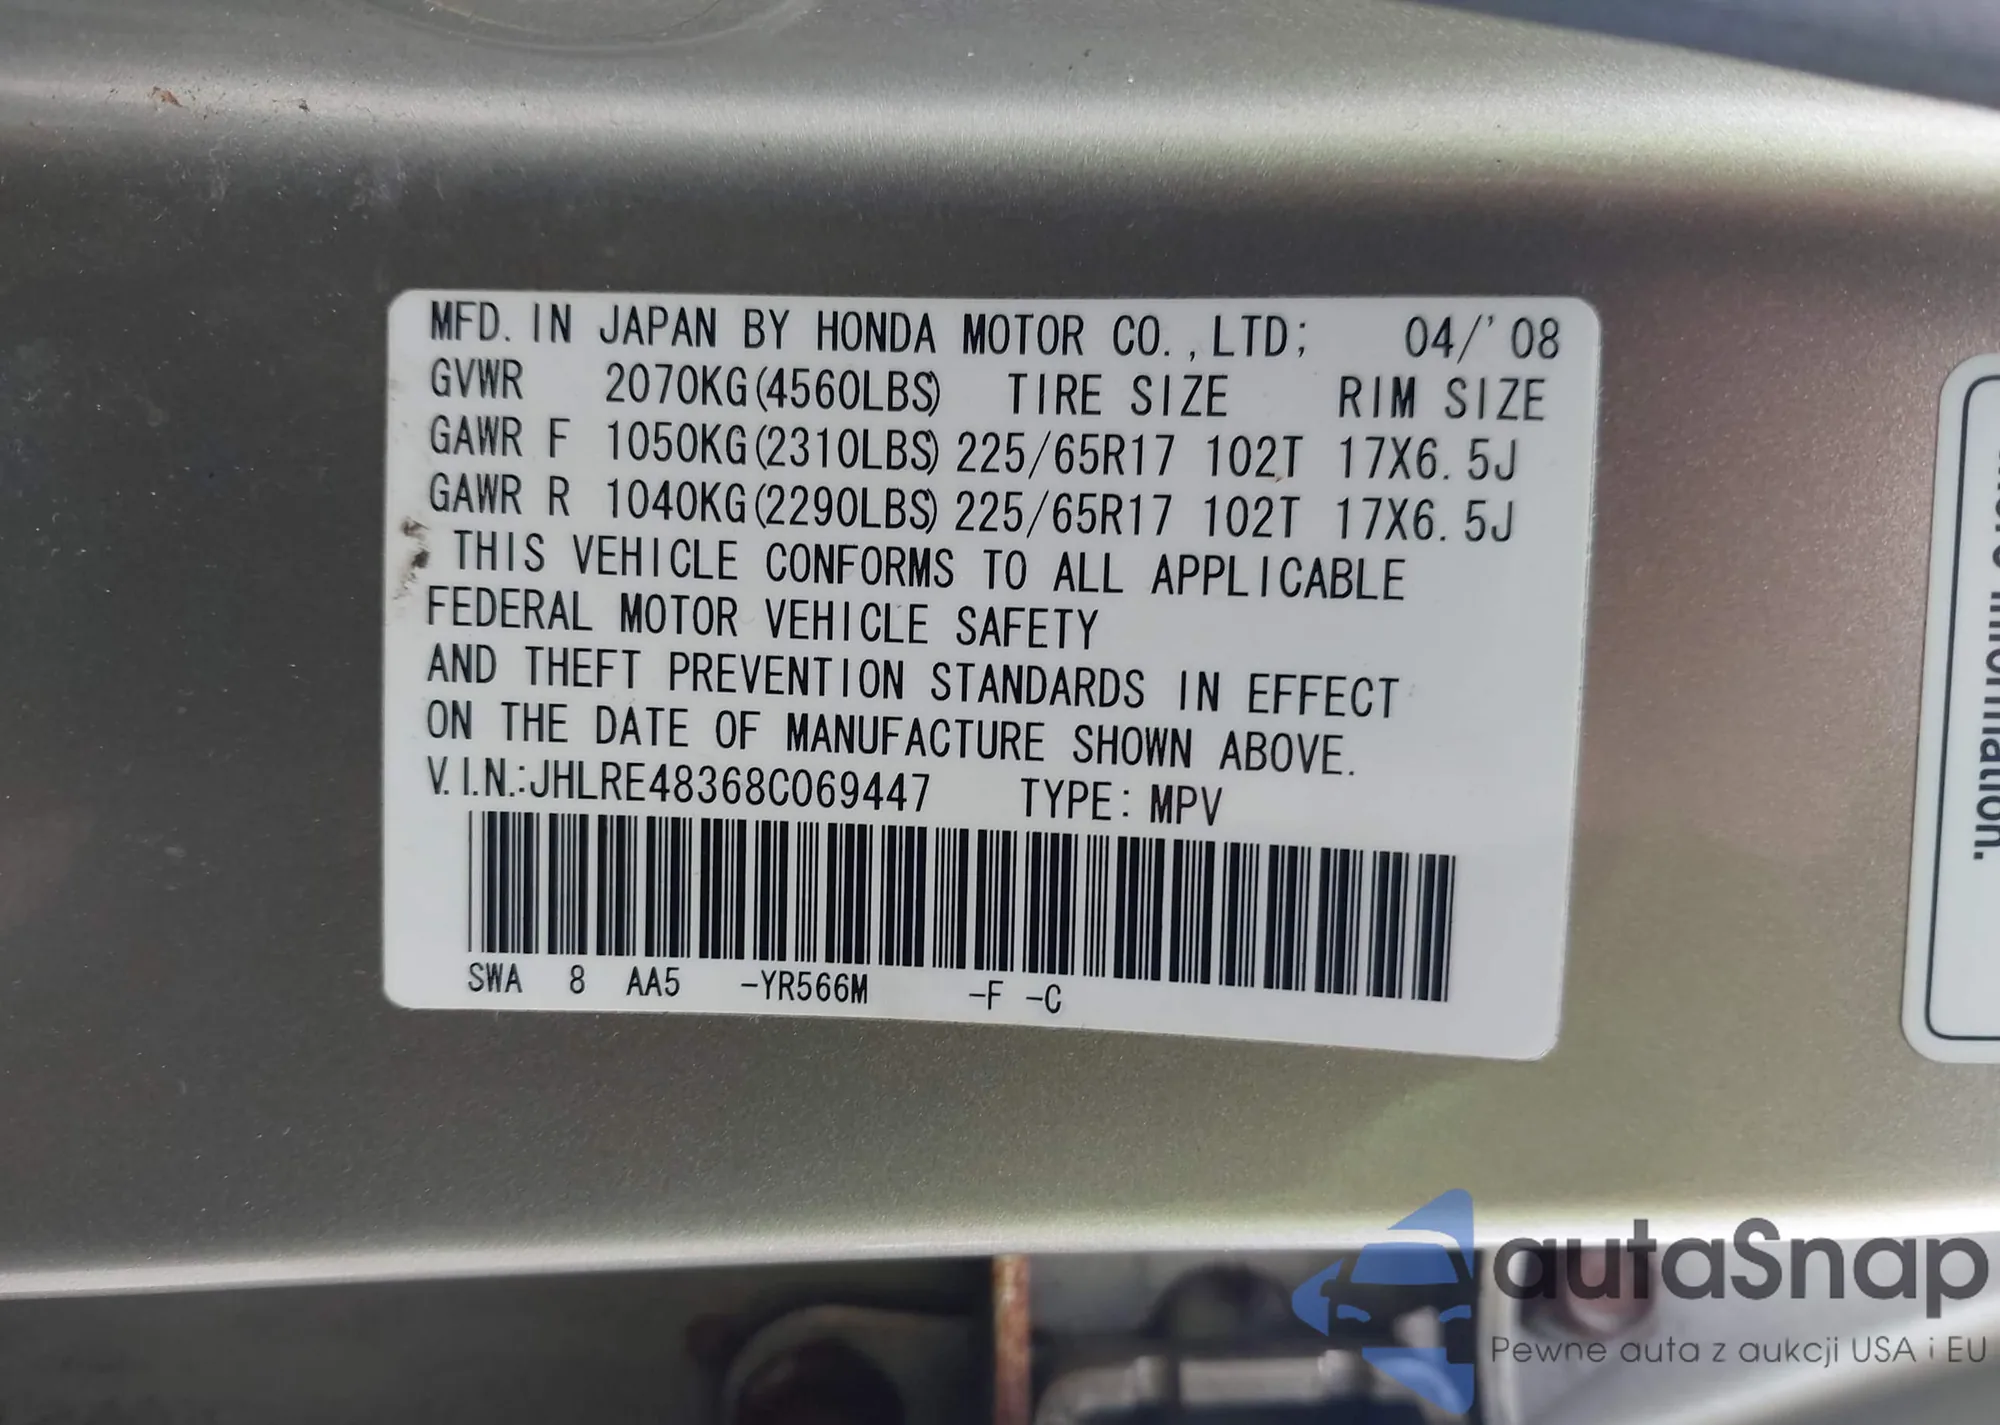 MFD. IN JAPAN BY HONDA MOTOR CO.,LTD; 04/'08
GVWR 2070KG(4560LBS) TIRE SIZE RIM SIZE
GAWR F 1050KG(2310LBS) 225/65R17 102T 17X6.5J
GAWR R 1040KG(2290LBS) 225/65R17 102T 17X6.5J
THIS VEHICLE CONFORMS TO ALL APPLICABLE
FEDERAL MOTOR VEHICLE SAFETY
AND THEFT PREVENTION STANDARDS IN EFFECT
ON THE DATE OF MANUFACTURE SHOWN ABOVE.
V.I.N.:JHLRE48368C069447 TYPE: MPV
SWA 8 AA5 -YR566M -F -C
information.
autaSnap
Pewne auta z aukcji USA i EU